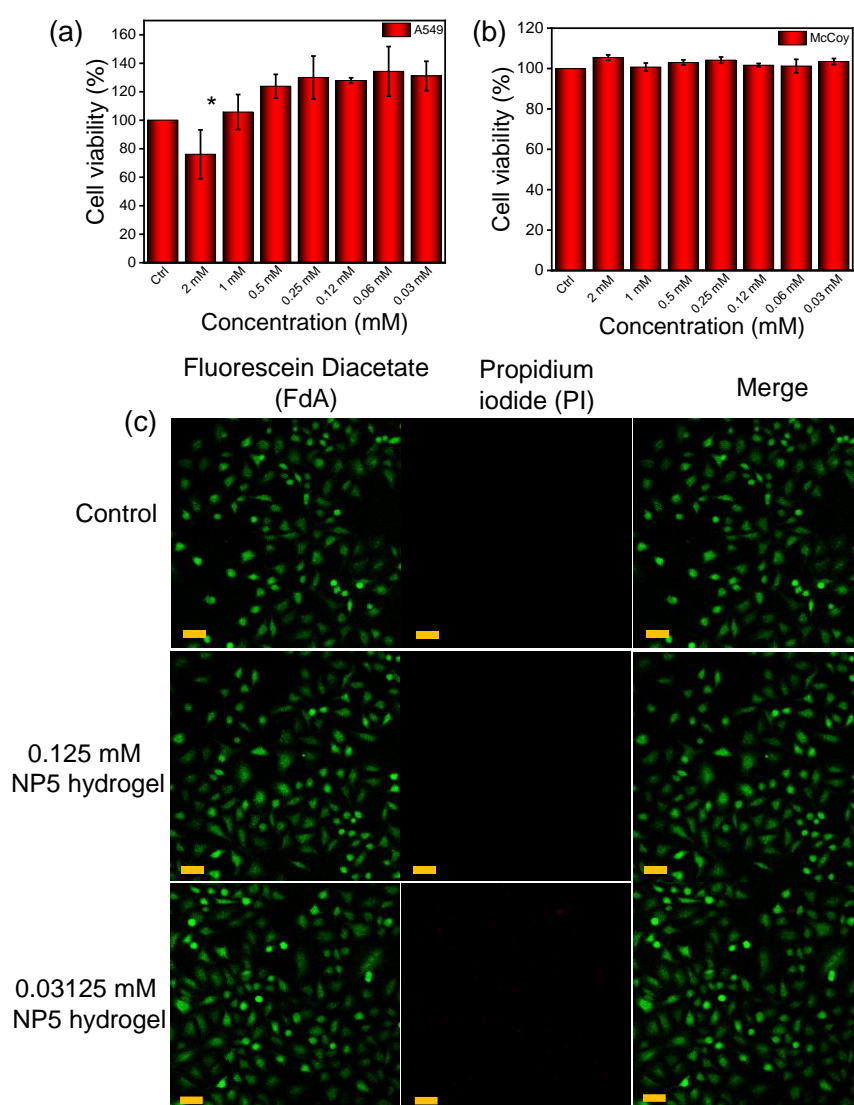 (a)
A549
Cell viability (%)
160
140
120
100
80
60
40
20
0
*
Ctrl
2 mM
1 mM
0.5 mM
0.25 mM
0.12 mM
0.06 mM
0.03 mM
Concentration (mM)
(b)
McCoy
Cell viability (%)
120
100
80
60
40
20
0
Ctrl
2 mM
1 mM
0.5 mM
0.25 mM
0.12 mM
0.06 mM
0.03 mM
Concentration (mM)
(c)
Fluorescein Diacetate
(FdA)
Propidium
iodide (PI)
Merge
Control
0.125 mM
NP5 hydrogel
0.03125 mM
NP5 hydrogel